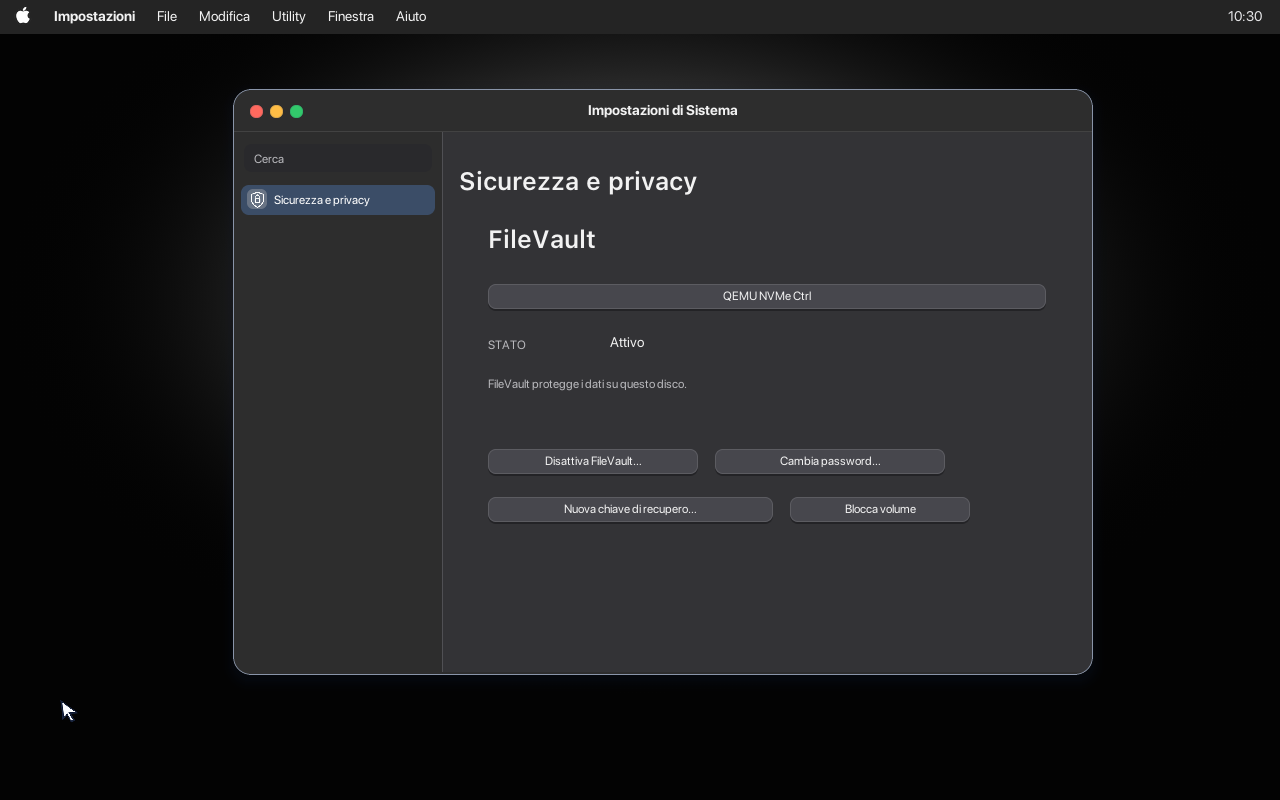 Impostazioni File Modifica Utility Finestra Aiuto 10:30
Impostazioni di Sistema
Cerca
Sicurezza e privacy
Sicurezza e privacy
FileVault
QEMU NVMe Ctrl
STATO Attivo
FileVault protegge i dati su questo disco.
Disattiva FileVault... Cambia password...
Nuova chiave di recupero... Blocca volume